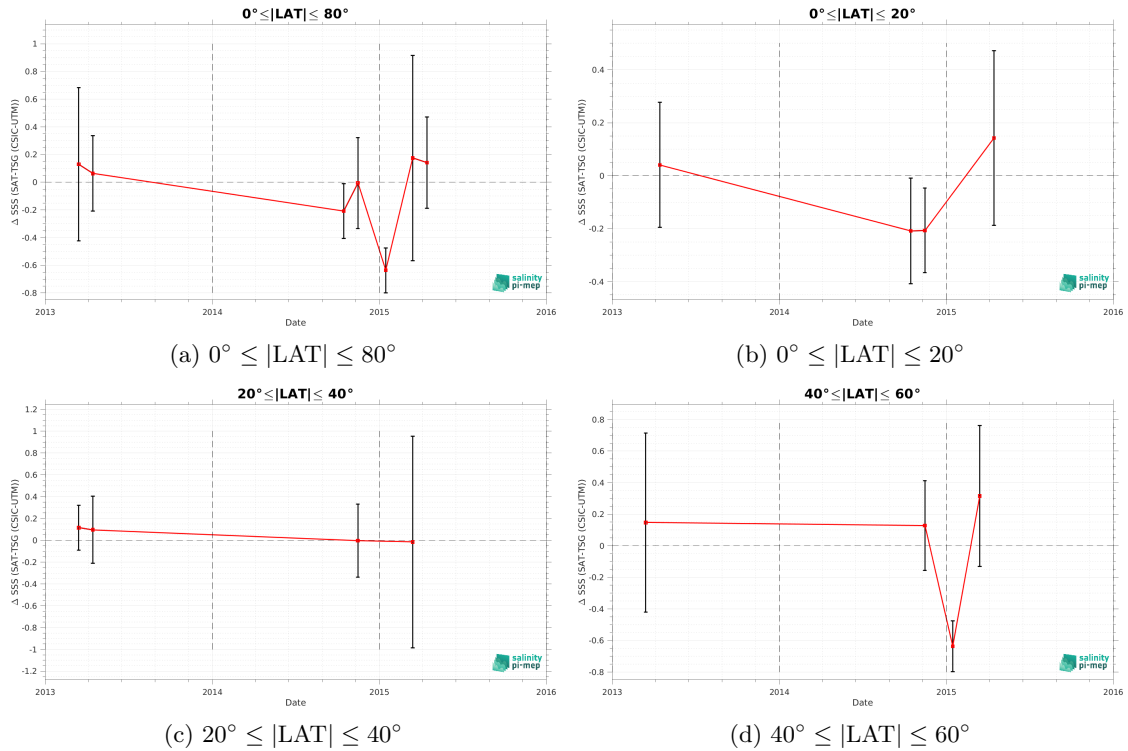 0°≤|LAT|≤ 80°
Δ SSS (SAT-TSG (CSIC-UTM))
1
0.8
0.6
0.4
0.2
0
-0.2
-0.4
-0.6
-0.8
2013 2014 2015 2016
Date
salinity
pi-mep
(a) 0° ≤ |LAT| ≤ 80°
0°≤|LAT|≤ 20°
Δ SSS (SAT-TSG (CSIC-UTM))
0.4
0.2
0
-0.2
-0.4
2013 2014 2015 2016
Date
salinity
pi-mep
(b) 0° ≤ |LAT| ≤ 20°
20°≤|LAT|≤ 40°
Δ SSS (SAT-TSG (CSIC-UTM))
1.2
1
0.8
0.6
0.4
0.2
0
-0.2
-0.4
-0.6
-0.8
-1
-1.2
2013 2014 2015 2016
Date
salinity
pi-mep
(c) 20° ≤ |LAT| ≤ 40°
40°≤|LAT|≤ 60°
Δ SSS (SAT-TSG (CSIC-UTM))
0.8
0.6
0.4
0.2
0
-0.2
-0.4
-0.6
-0.8
2013 2014 2015 2016
Date
salinity
pi-mep
(d) 40° ≤ |LAT| ≤ 60°